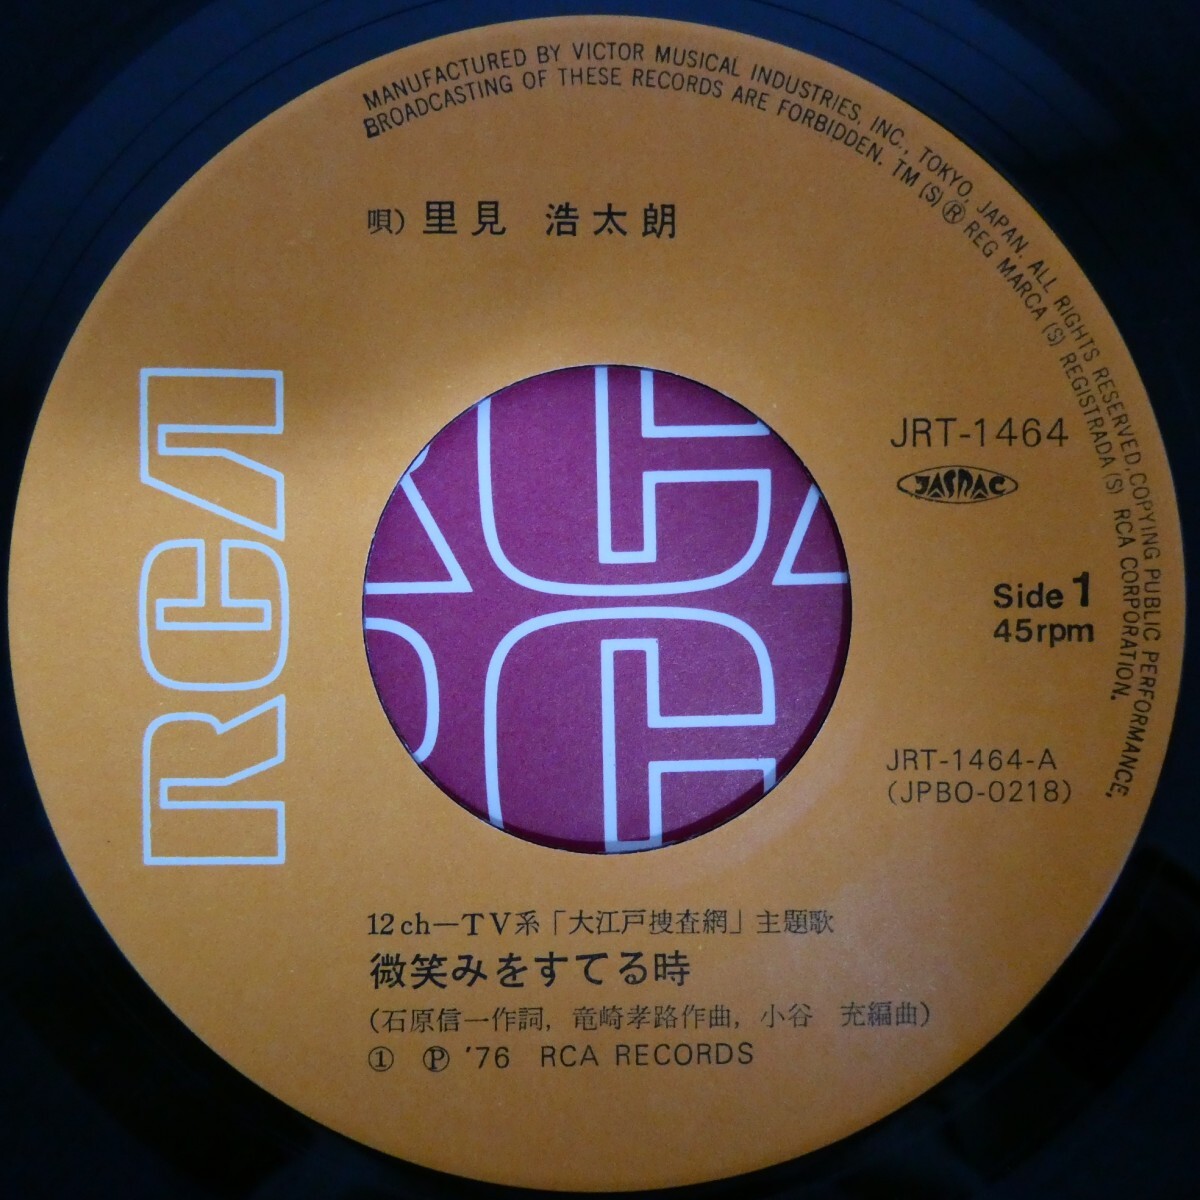 MANUFACTURED BY VICTOR MUSICAL INDUSTRIES, INC., TOKYO, JAPAN. ALL RIGHTS RESERVED, COPYING PUBLIC PERFORMANCE,
BROADCASTING OF THESE RECORDS ARE FORBIDDEN. TM (S) ® REG MARCA (S) REGISTRADA (S) RCA CORPORATION.
唄) 里見 浩太朗
RCA
JRT-1464
JASRAC
Side 1
45rpm
JRT-1464-A
(JPBO-0218)
12ch—TV系「大江戸捜査網」主題歌
微笑みをすてる時
(石原信一作詞, 竜崎孝路作曲, 小谷 充編曲)
① Ⓟ '76 RCA RECORDS